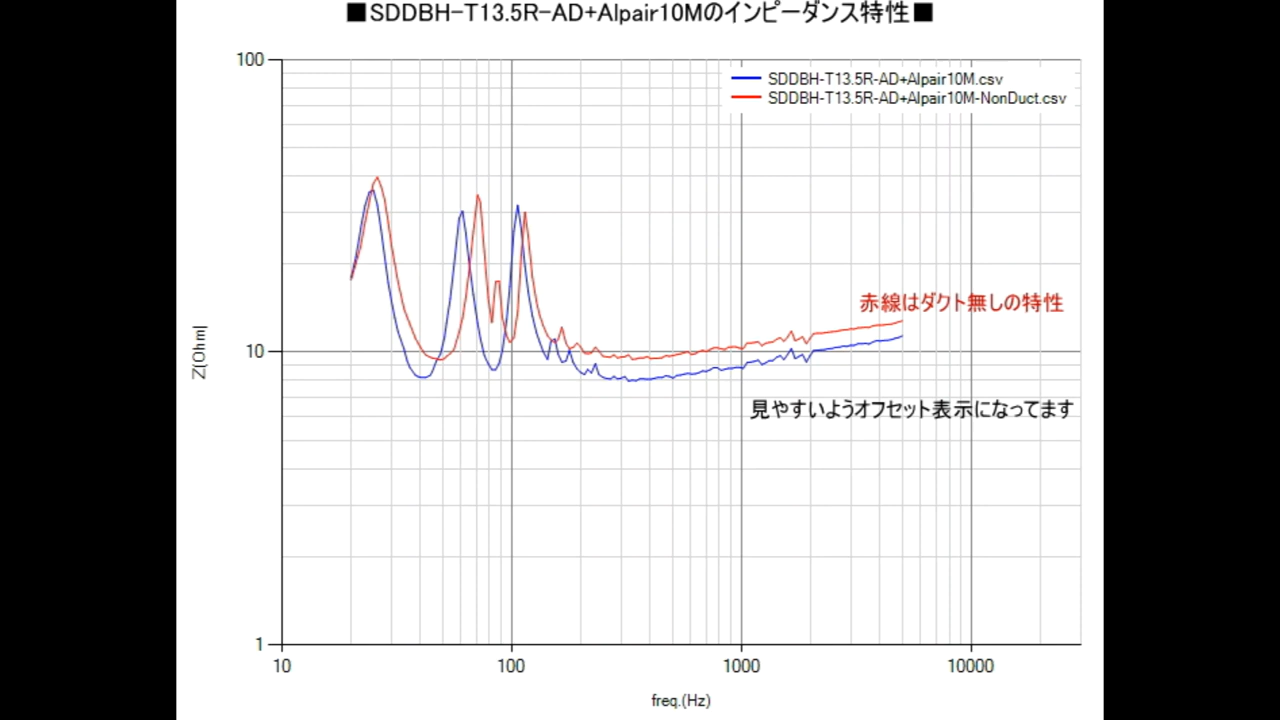 ■SDDBH-T13.5R-AD+Alpair10Mのインピーダンス特性■
100
SDDBH-T13.5R-AD+Alpair10M.csv
SDDBH-T13.5R-AD+Alpair10M-NonDuct.csv
赤線はダクト無しの特性
Z(Ohm)
10
見やすいようオフセット表示になってます
1
10
100
1000
10000
freq.(Hz)